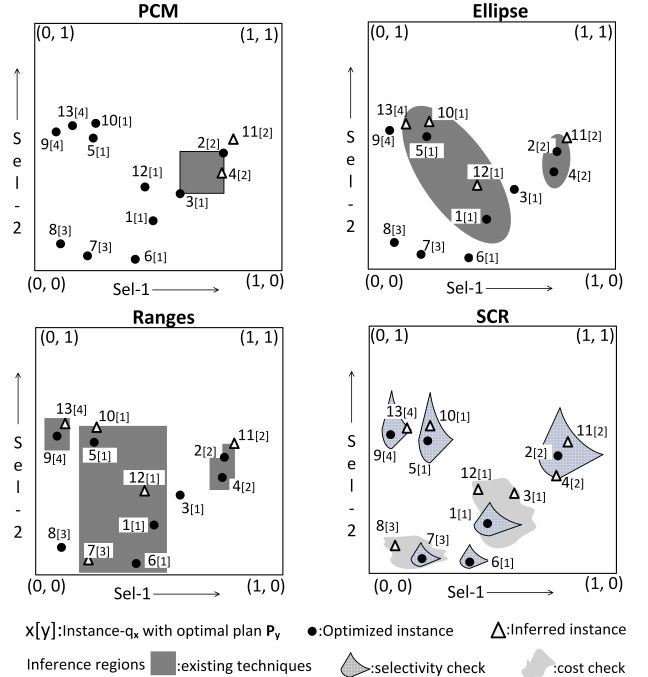 PCM
Ellipse
(0, 1) (1, 1)
13[4] 10[1]
9[4] 5[1]
11[2]
2[2]
4[2]
12[1]
3[1]
1[1]
8[3]
7[3]
6[1]
Sel-2
(0, 0) Sel-1 (1, 0)
(0, 1) (1, 1)
13[4] 10[1]
9[4] 5[1]
11[2]
2[2]
4[2]
12[1]
3[1]
1[1]
8[3]
7[3]
6[1]
Sel-2
(0, 0) Sel-1 (1, 0)
Ranges
SCR
(0, 1) (1, 1)
13[4] 10[1]
9[4] 5[1]
11[2]
2[2]
4[2]
12[1]
3[1]
1[1]
8[3]
7[3]
6[1]
Sel-2
(0, 0) Sel-1 (1, 0)
(0, 1) (1, 1)
13[4] 10[1]
9[4] 5[1]
11[2]
2[2]
4[2]
12[1]
3[1]
1[1]
8[3]
7[3]
6[1]
Sel-2
(0, 0) Sel-1 (1, 0)
x[y]:Instance-qx with optimal plan Py :Optimized instance :Inferred instance
Inference regions :existing techniques :selectivity check :cost check